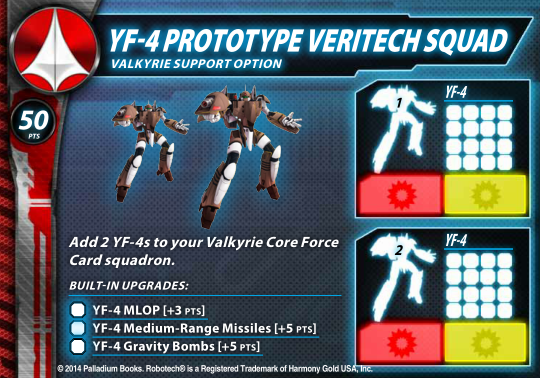 YF-4 PROTOTYPE VERITECH SQUAD
VALKYRIE SUPPORT OPTION
50
PTS
1
YF-4
Add 2 YF-4s to your Valkyrie Core Force
Card squadron.
BUILT-IN UPGRADES:
YF-4 MLOP [+3 PTS]
YF-4 Medium-Range Missiles [+5 PTS]
YF-4 Gravity Bombs [+5 PTS]
2
YF-4
© 2014 Palladium Books. Robotech® is a Registered Trademark of Harmony Gold USA, Inc.